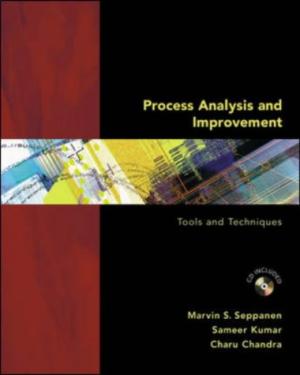 Process Analysis and
Improvement
Tools and Techniques
CD INCLUDED
Marvin S. Seppanen
Sameer Kumar
Charu Chandra